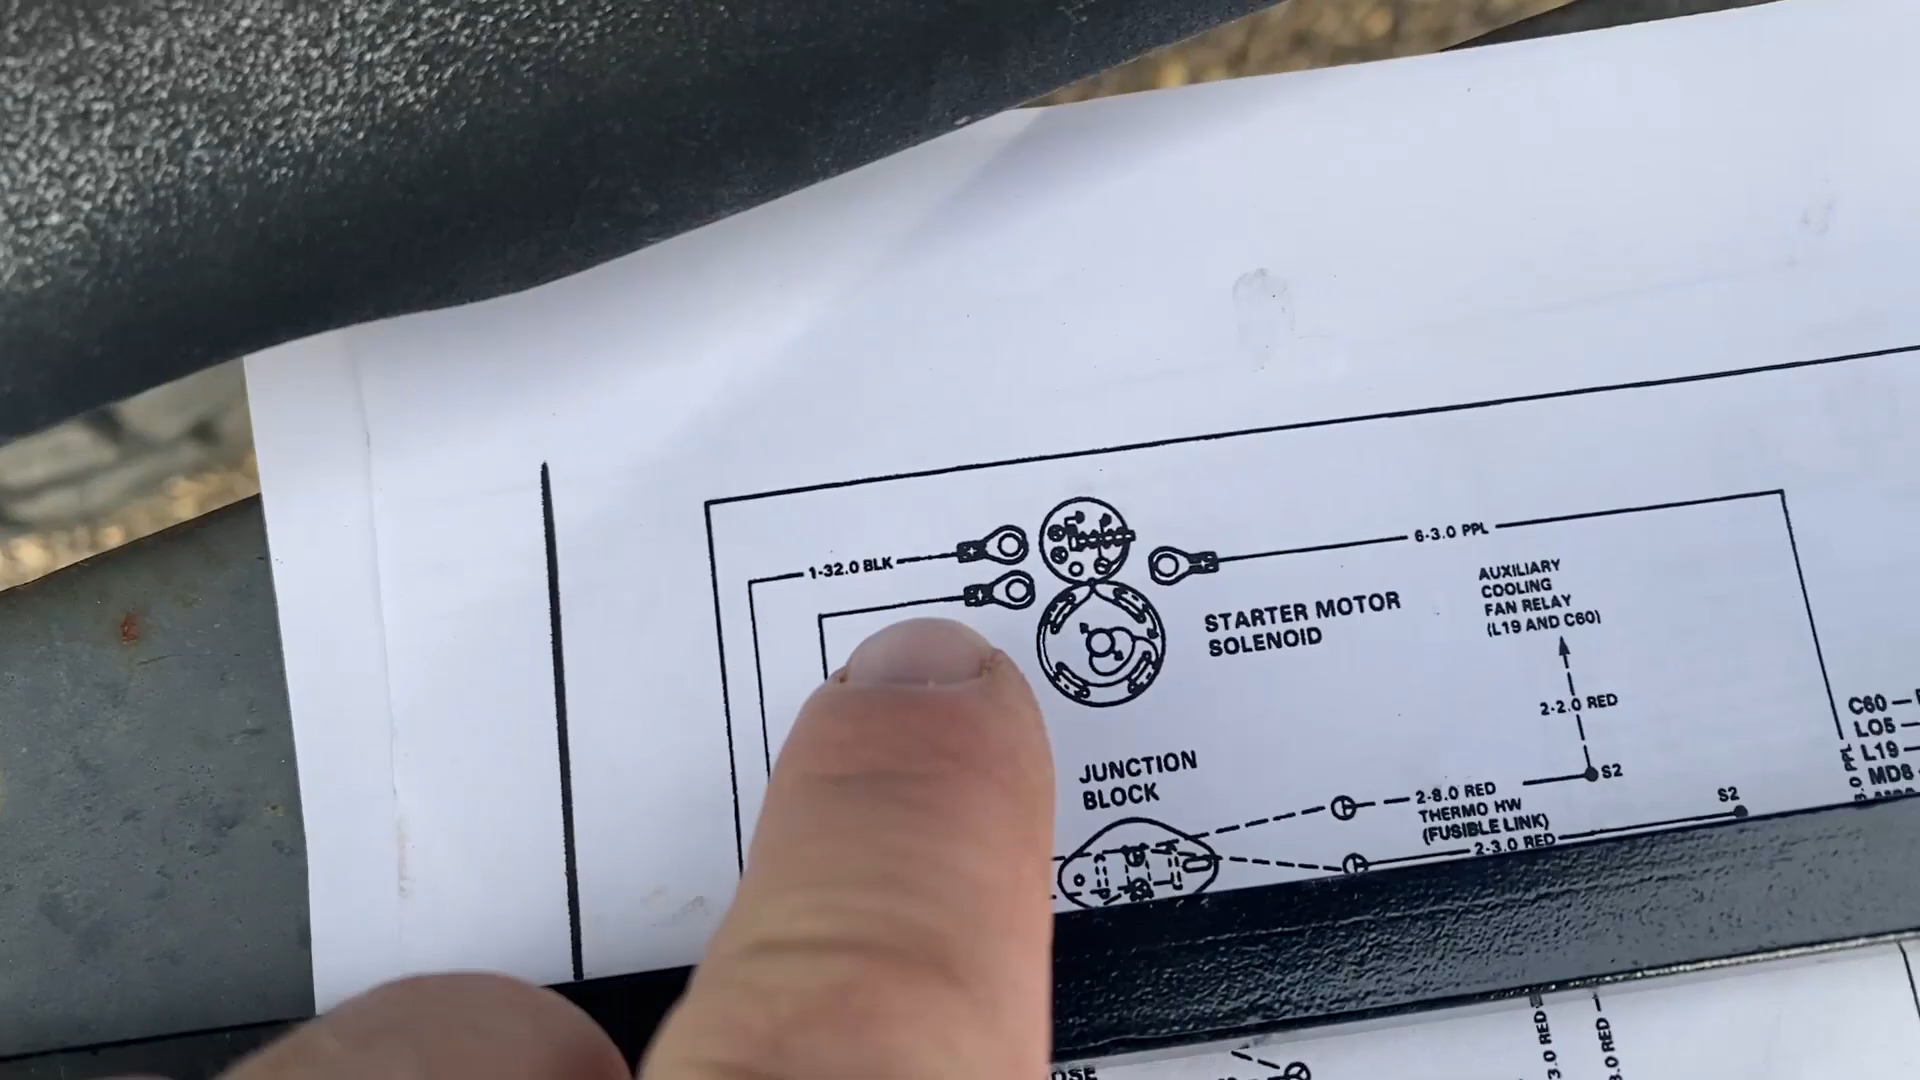 1-32.0 BLK
6-3.0 PPL
STARTER MOTOR
SOLENOID
AUXILIARY
COOLING
FAN RELAY
(L19 AND C60)
2-2.0 RED
S2
JUNCTION
BLOCK
2-8.0 RED
THERMO HW
(FUSIBLE LINK)
2-3.0 RED
S2
C60 —
LO5 —
L19 —
MD8
PPL
3.0 RED
RED